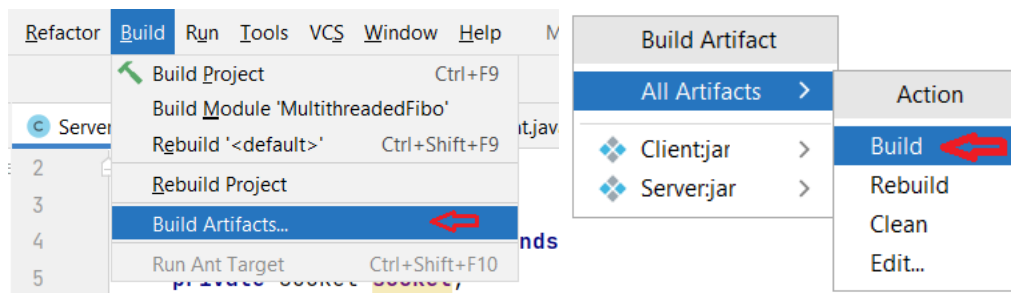 Refactor Build Run Tools VCS Window Help
Build Project Ctrl+F9
Build Module 'MultithreadedFibo'
Rebuild '<default>' Ctrl+Shift+F9
Rebuild Project
Build Artifacts...
Run Ant Target Ctrl+Shift+F10
Server
t.java
2
3
4
5
nds
private Socket socket;
Build Artifact
All Artifacts
Client:jar
Server:jar
Action
Build
Rebuild
Clean
Edit...